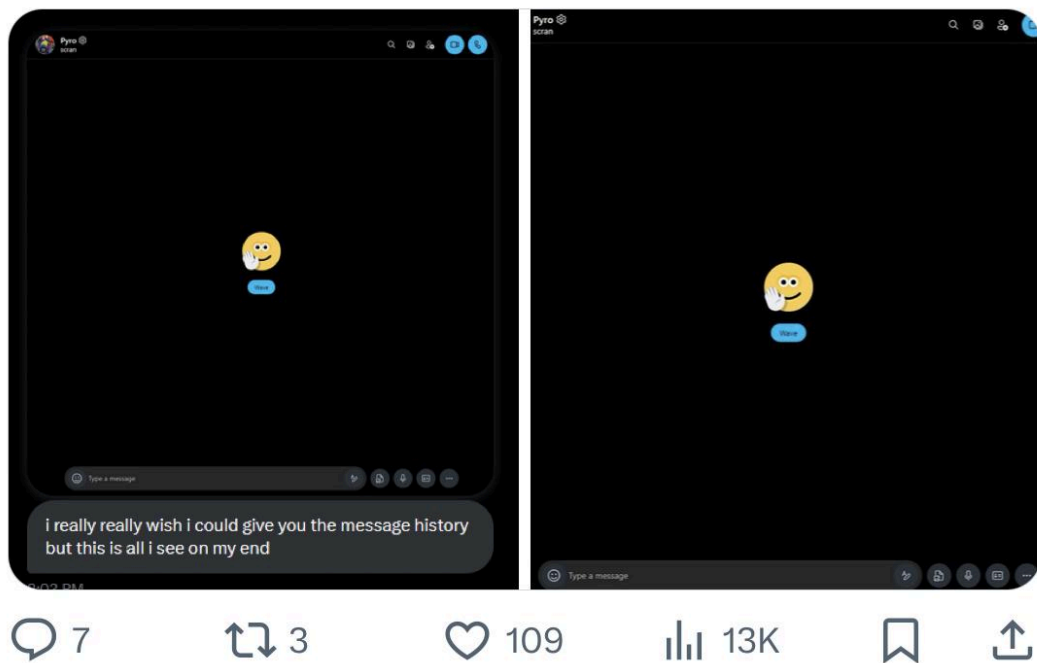 Pyro
scran
Wave
Type a message
i really really wish i could give you the message history
but this is all i see on my end
Pyro
scran
Wave
Type a message
7
3
109
13K